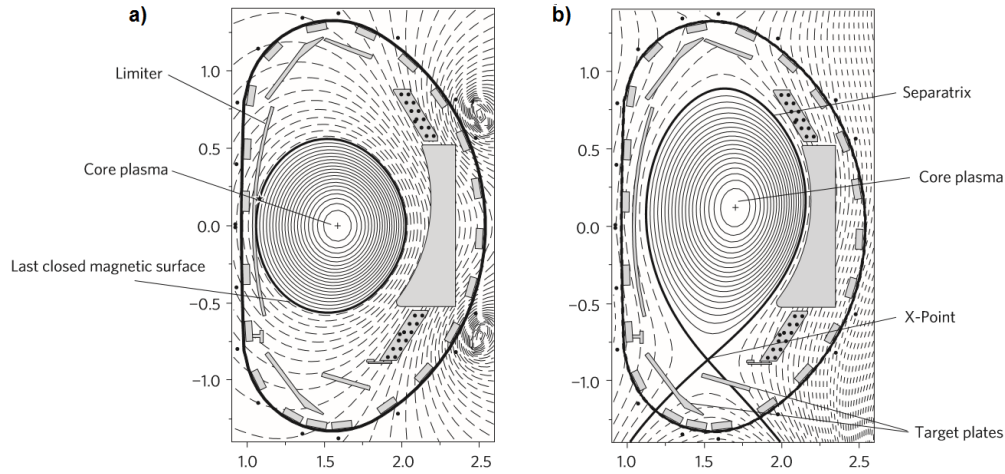 a)
Limiter
Core plasma
Last closed magnetic surface
1.0
0.5
0.0
−0.5
−1.0
1.0
1.5
2.0
2.5
b)
Separatrix
Core plasma
X-Point
Target plates
1.0
0.5
0.0
−0.5
−1.0
1.0
1.5
2.0
2.5